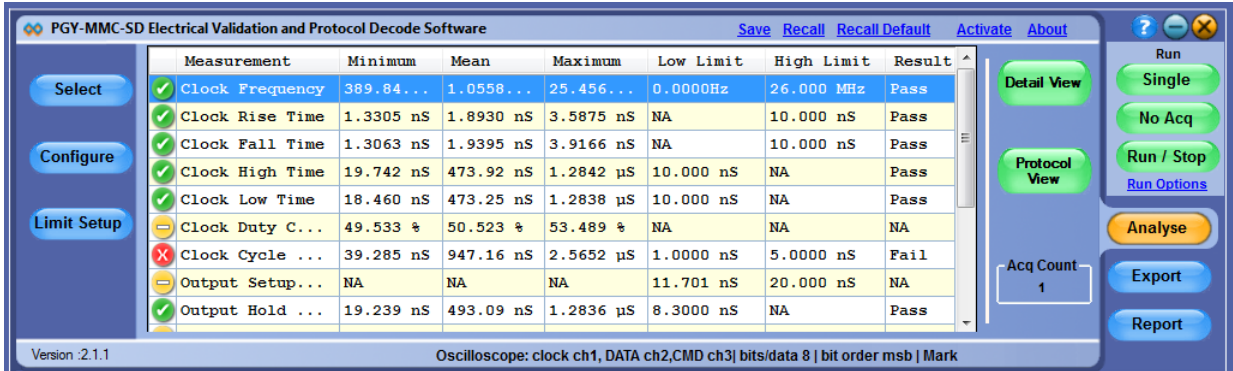 PGY-MMC-SD Electrical Validation and Protocol Decode Software Save Recall Recall Default Activate About
Select
Configure
Limit Setup
Measurement Minimum Mean Maximum Low Limit High Limit Result
Clock Frequency 389.84... 1.0558... 25.456... 0.0000Hz 26.000 MHz Pass
Clock Rise Time 1.3305 nS 1.8930 nS 3.5875 nS NA 10.000 nS Pass
Clock Fall Time 1.3063 nS 1.9395 nS 3.9166 nS NA 10.000 nS Pass
Clock High Time 19.742 nS 473.92 nS 1.2842 µS 10.000 nS NA Pass
Clock Low Time 18.460 nS 473.25 nS 1.2838 µS 10.000 nS NA Pass
Clock Duty C... 49.533 % 50.523 % 53.489 % NA NA NA
Clock Cycle ... 39.285 nS 947.16 nS 2.5652 µS 1.0000 nS 5.0000 nS Fail
Output Setup... NA NA NA 11.701 nS 20.000 nS NA
Output Hold ... 19.239 nS 493.09 nS 1.2836 µS 8.3000 nS NA Pass
Detail View
Protocol
View
Acq Count
1
?
Run
Single
No Acq
Run / Stop
Run Options
Analyse
Export
Report
Version :2.1.1 Oscilloscope: clock ch1, DATA ch2,CMD ch3| bits/data 8 | bit order msb | Mark